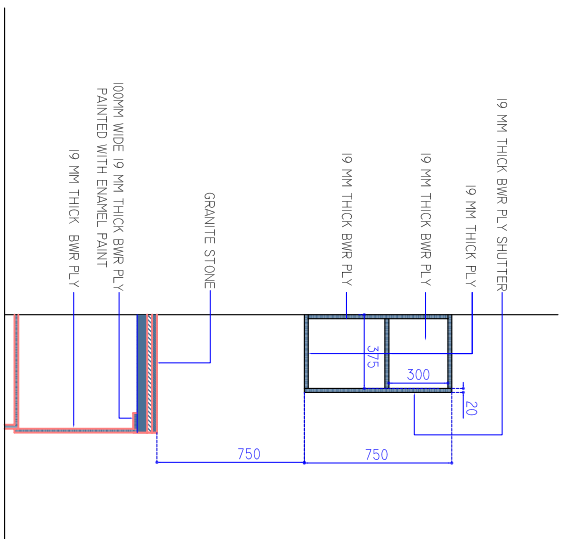 19 MM THICK BWR PLY SHUTTER
19 MM THICK PLY
19 MM THICK BWR PLY
19 MM THICK BWR PLY
GRANITE STONE
100MM WIDE 19 MM THICK BWR PLY
PAINTED WITH ENAMEL PAINT
19 MM THICK BWR PLY
375
300
20
750
750